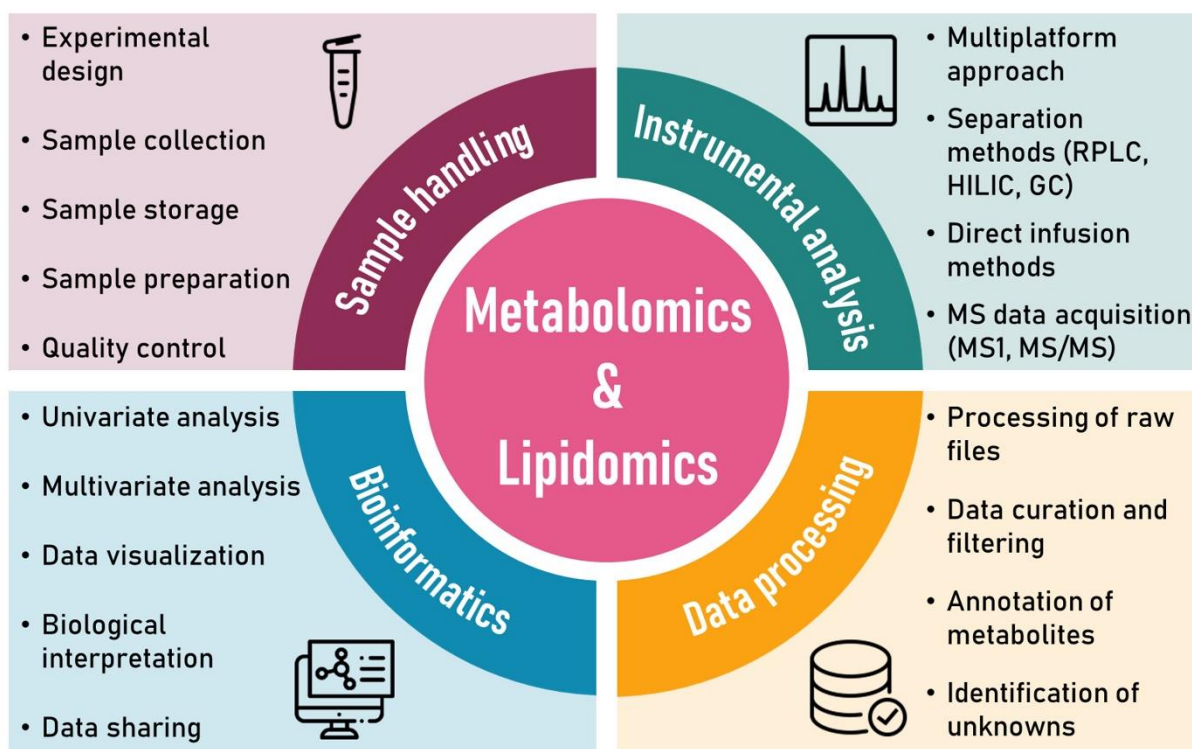 • Experimental
design
• Sample collection
• Sample storage
• Sample preparation
• Quality control
Sample handling
Instrumental analysis
• Multiplatform
approach
• Separation
methods (RPLC,
HILIC, GC)
• Direct infusion
methods
• MS data acquisition
(MS1, MS/MS)
Metabolomics
&
Lipidomics
• Univariate analysis
• Multivariate analysis
• Data visualization
• Biological
interpretation
• Data sharing
Bioinformatics
Data processing
• Processing of raw
files
• Data curation and
filtering
• Annotation of
metabolites
• Identification of
unknowns